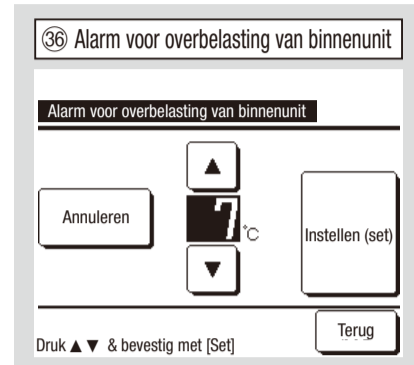 ㊱ Alarm voor overbelasting van binnenunit
Alarm voor overbelasting van binnenunit
▲
Annuleren
7 °C
Instellen (set)
▼
Terug
Druk ▲ ▼ & bevestig met [Set]